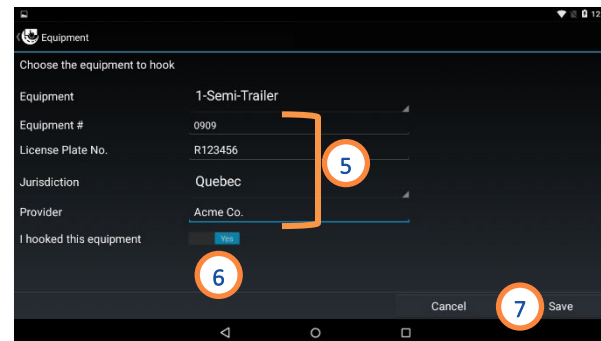 12
Equipment
Choose the equipment to hook
Equipment 1-Semi-Trailer
Equipment # 0909
License Plate No. R123456
5
Jurisdiction Quebec
Provider Acme Co.
I hooked this equipment Yes
6
Cancel 7 Save